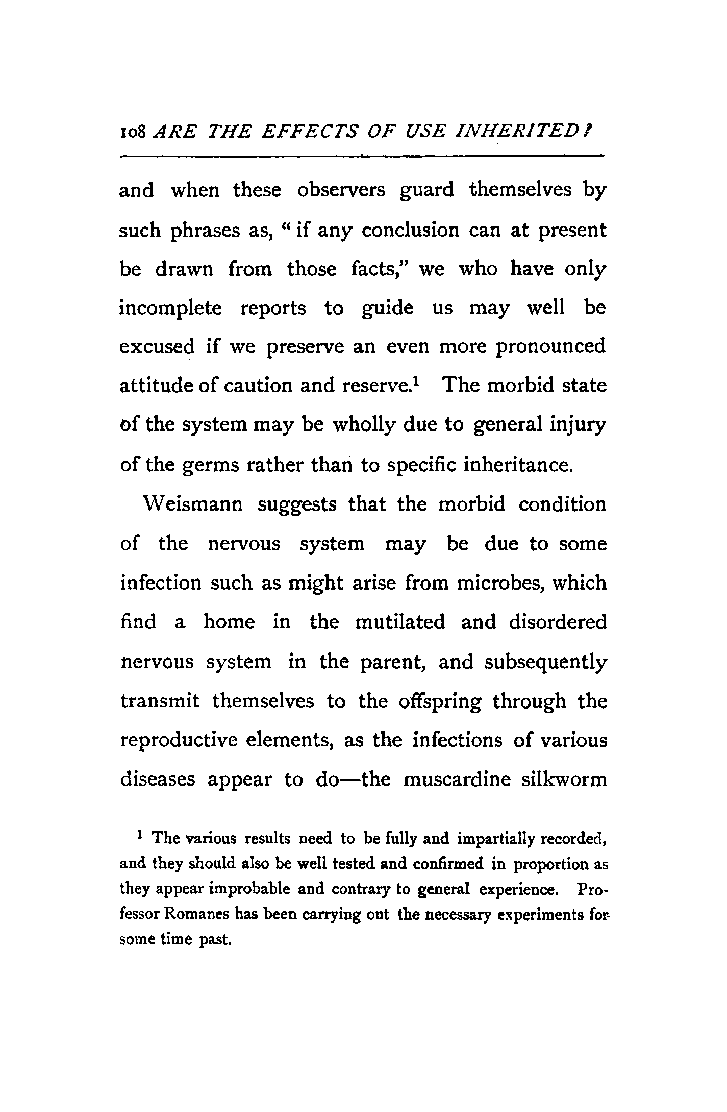 108 ARE THE EFFECTS OF USE INHERITED?
and when these observers guard themselves by
such phrases as, “ if any conclusion can at present
be drawn from those facts,” we who have only
incomplete reports to guide us may well be
excused if we preserve an even more pronounced
attitude of caution and reserve.¹ The morbid state
of the system may be wholly due to general injury
of the germs rather than to specific inheritance.
Weismann suggests that the morbid condition
of the nervous system may be due to some
infection such as might arise from microbes, which
find a home in the mutilated and disordered
nervous system in the parent, and subsequently
transmit themselves to the offspring through the
reproductive elements, as the infections of various
diseases appear to do—the muscardine silkworm
¹ The various results need to be fully and impartially recorded,
and they should also be well tested and confirmed in proportion as
they appear improbable and contrary to general experience. Pro-
fessor Romanes has been carrying out the necessary experiments for
some time past.